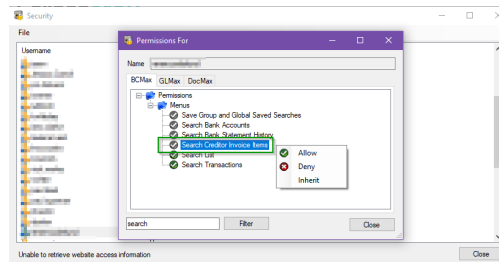 Security
File
Username
Permissions For
Name
BCMax GLMax DocMax
Permissions
Menus
Save Group and Global Saved Searches
Search Bank Accounts
Search Bank Statement History
Search Creditor Invoice Items
Search List
Search Transactions
Allow
Deny
Inherit
search Filter Close
Unable to retrieve website access information Close